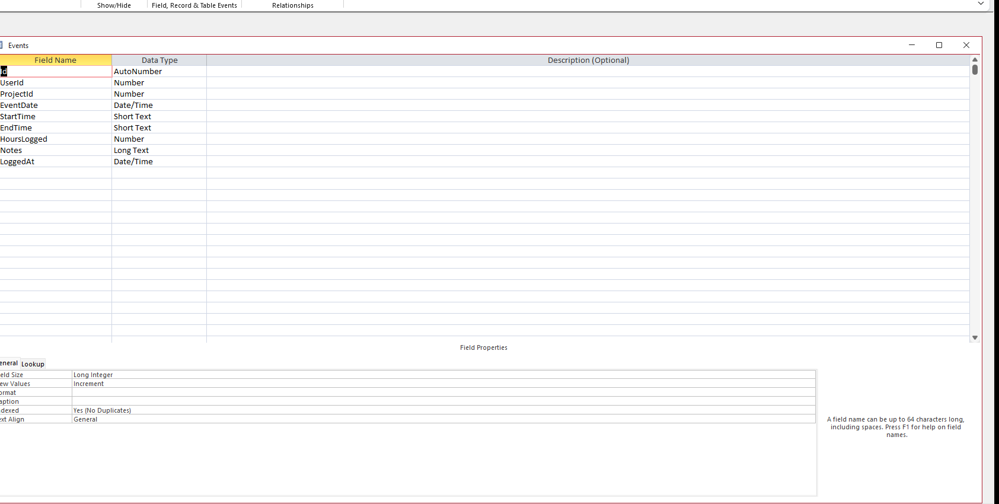 Show/Hide Field, Record & Table Events Relationships
Events
Field Name Data Type Description (Optional)
Id AutoNumber
UserId Number
ProjectId Number
EventDate Date/Time
StartTime Short Text
EndTime Short Text
HoursLogged Number
Notes Long Text
LoggedAt Date/Time
Field Properties
eneral Lookup
eld Size Long Integer
ew Values Increment
ormat
aption
dexed Yes (No Duplicates)
ext Align General
A field name can be up to 64 characters long,
including spaces. Press F1 for help on field
names.